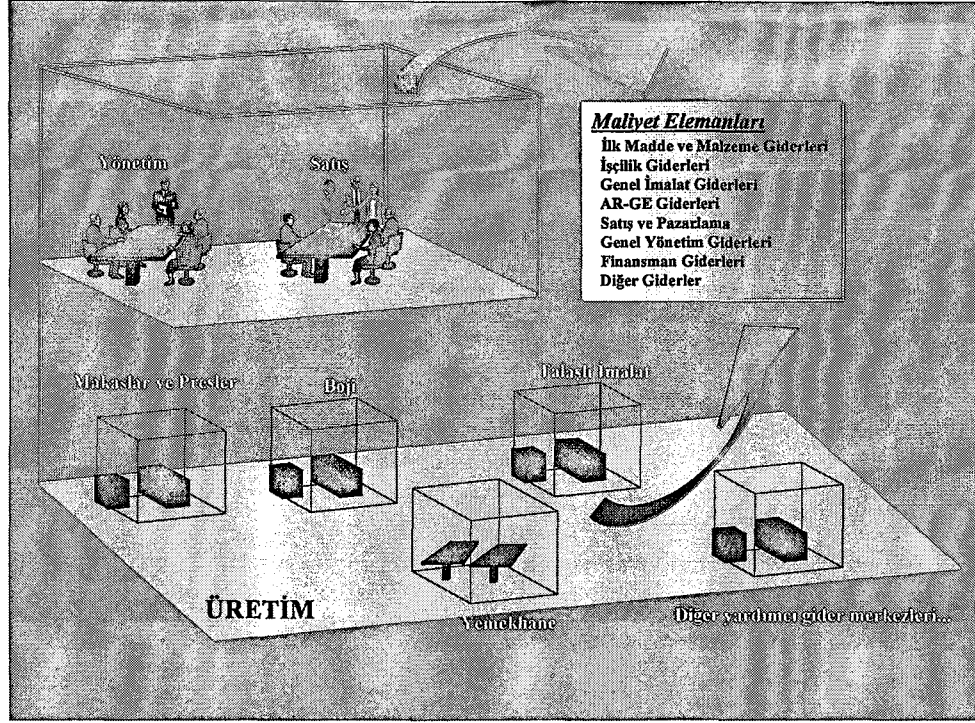 Yönetim
Satış
Maliyet Elemanları
İlk Madde ve Malzeme Giderleri
İşçilik Giderleri
Genel İmalat Giderleri
AR-GE Giderleri
Satış ve Pazarlama
Genel Yönetim Giderleri
Finansman Giderleri
Diğer Giderler
Makaslar ve Presler
Boji
Talaşlı İmalat
ÜRETİM
Yemekhane
Diğer yardımcı gider merkezleri...